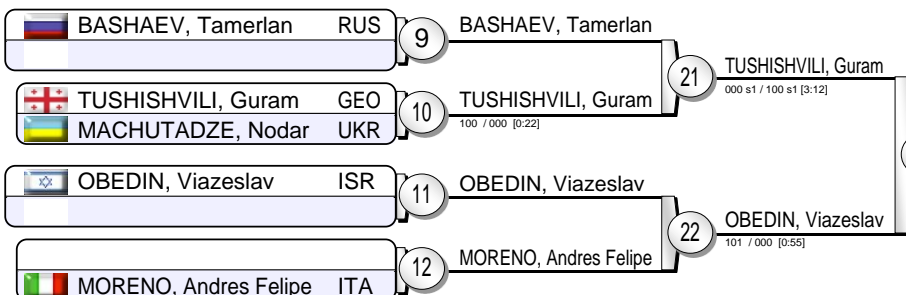 BASHAEV, Tamerlan RUS
9
BASHAEV, Tamerlan
TUSHISHVILI, Guram GEO
MACHUTADZE, Nodar UKR
10
TUSHISHVILI, Guram
100 / 000 [0:22]
21
TUSHISHVILI, Guram
000 s1 / 100 s1 [3:12]
OBEDIN, Viazeslav ISR
11
OBEDIN, Viazeslav
MORENO, Andres Felipe ITA
12
MORENO, Andres Felipe
22
OBEDIN, Viazeslav
101 / 000 [0:55]